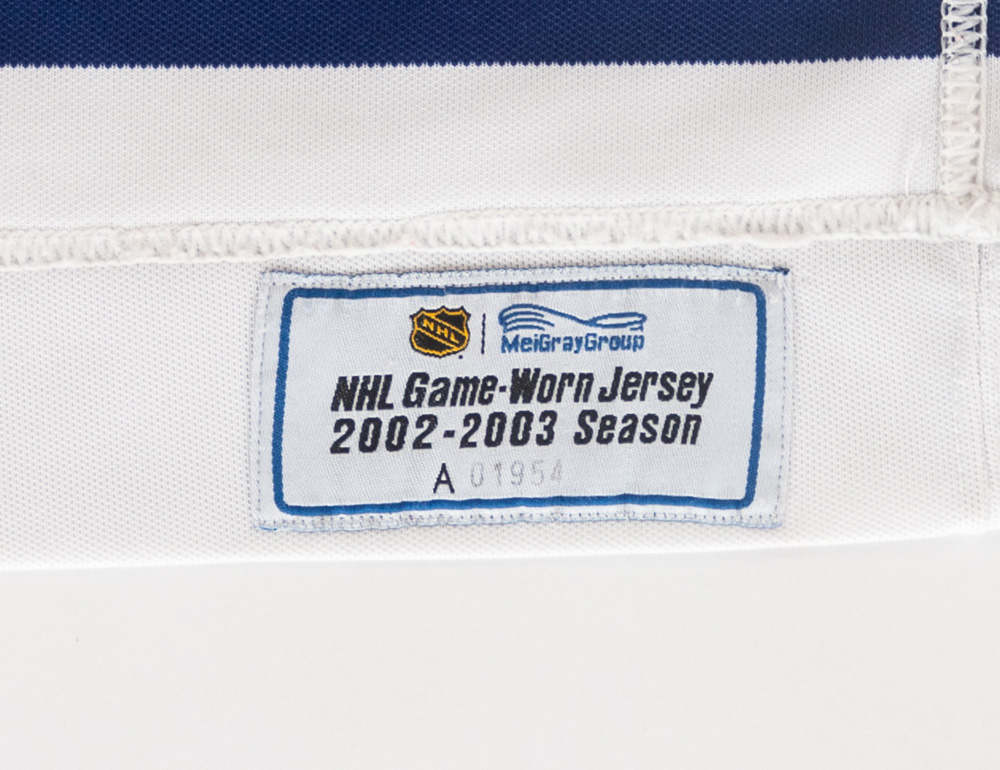 NHL | MeiGrayGroup
NHL Game-Worn Jersey
2002-2003 Season
A 01954